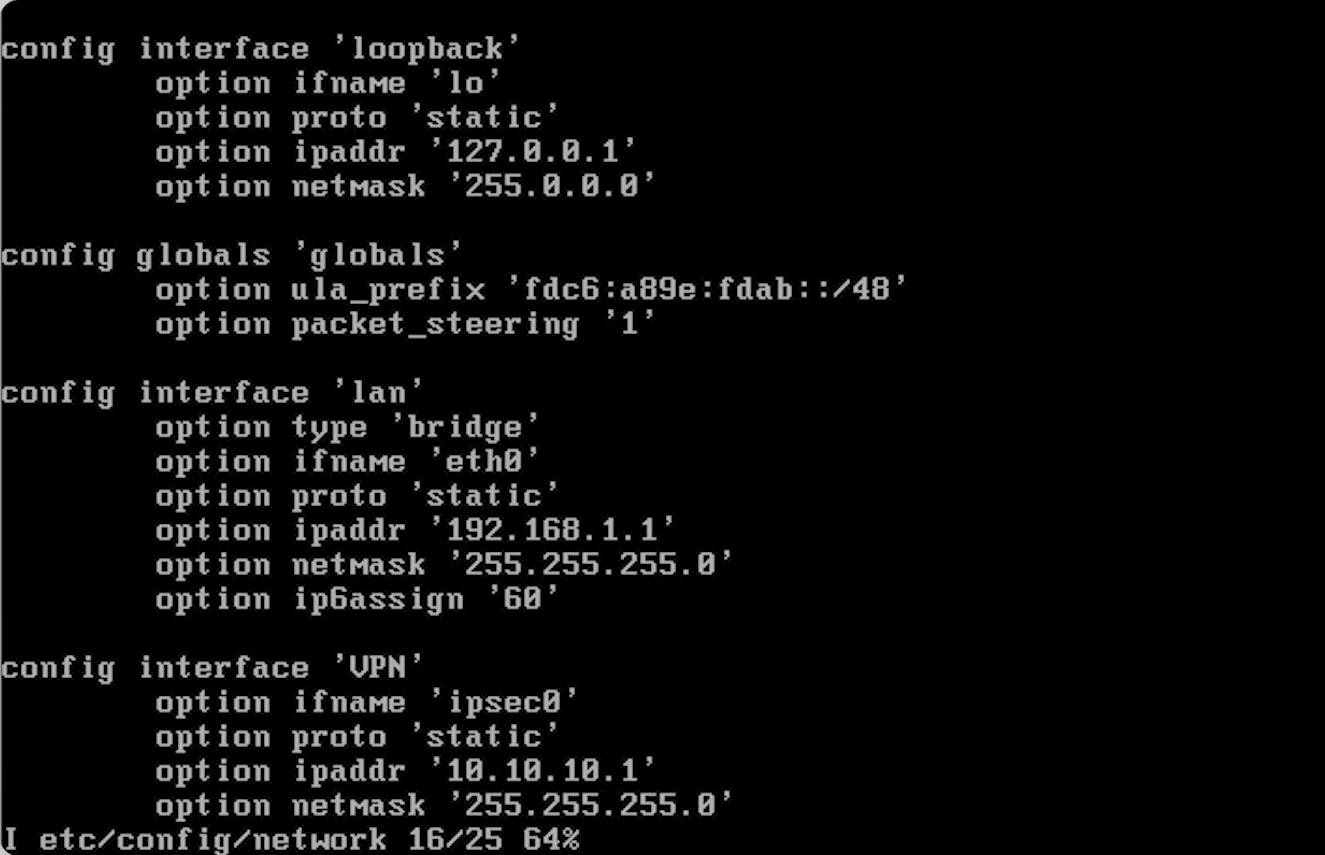 config interface 'loopback'
        option ifname 'lo'
        option proto 'static'
        option ipaddr '127.0.0.1'
        option netmask '255.0.0.0'

config globals 'globals'
        option ula_prefix 'fdc6:a89e:fdab::/48'
        option packet_steering '1'

config interface 'lan'
        option type 'bridge'
        option ifname 'eth0'
        option proto 'static'
        option ipaddr '192.168.1.1'
        option netmask '255.255.255.0'
        option ip6assign '60'

config interface 'VPN'
        option ifname 'ipsec0'
        option proto 'static'
        option ipaddr '10.10.10.1'
        option netmask '255.255.255.0'
I etc/config/network 16/25 64%